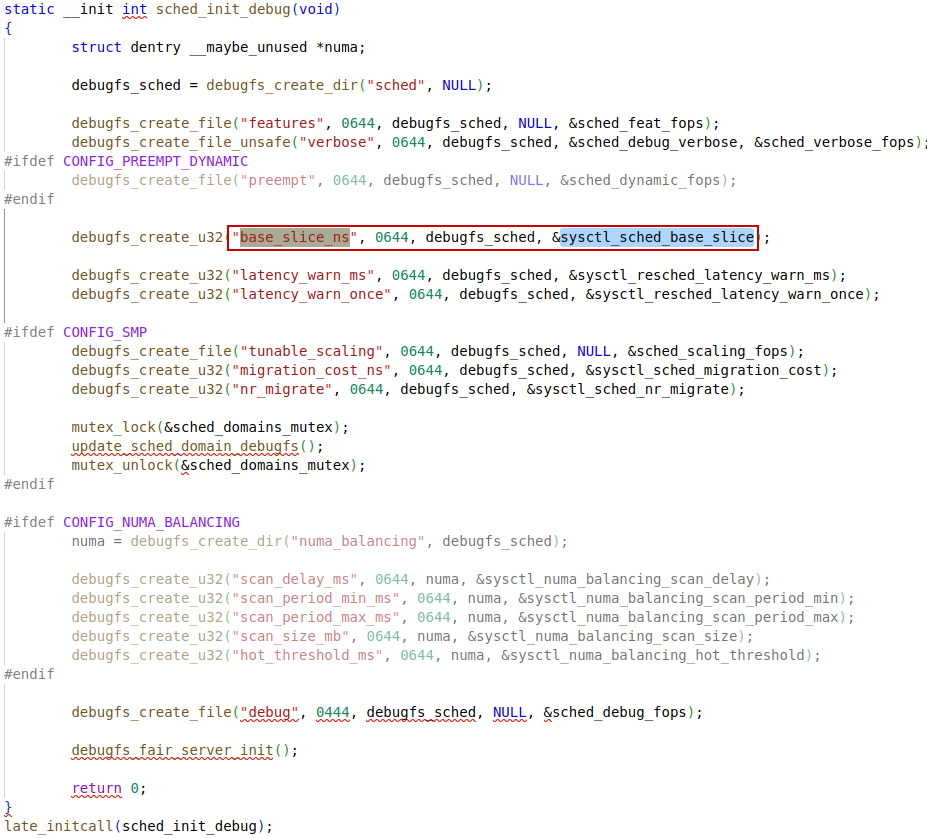 static __init int sched_init_debug(void)
{
        struct dentry __maybe_unused *numa;

        debugfs_sched = debugfs_create_dir("sched", NULL);

        debugfs_create_file("features", 0644, debugfs_sched, NULL, &sched_feat_fops);
        debugfs_create_file_unsafe("verbose", 0644, debugfs_sched, &sched_debug_verbose, &sched_verbose_fops);
#ifdef CONFIG_PREEMPT_DYNAMIC
        debugfs_create_file("preempt", 0644, debugfs_sched, NULL, &sched_dynamic_fops);
#endif

        debugfs_create_u32("base_slice_ns", 0644, debugfs_sched, &sysctl_sched_base_slice);

        debugfs_create_u32("latency_warn_ms", 0644, debugfs_sched, &sysctl_resched_latency_warn_ms);
        debugfs_create_u32("latency_warn_once", 0644, debugfs_sched, &sysctl_resched_latency_warn_once);

#ifdef CONFIG_SMP
        debugfs_create_file("tunable_scaling", 0644, debugfs_sched, NULL, &sched_scaling_fops);
        debugfs_create_u32("migration_cost_ns", 0644, debugfs_sched, &sysctl_sched_migration_cost);
        debugfs_create_u32("nr_migrate", 0644, debugfs_sched, &sysctl_sched_nr_migrate);

        mutex_lock(&sched_domains_mutex);
        update_sched_domain_debugfs();
        mutex_unlock(&sched_domains_mutex);
#endif

#ifdef CONFIG_NUMA_BALANCING
        numa = debugfs_create_dir("numa_balancing", debugfs_sched);

        debugfs_create_u32("scan_delay_ms", 0644, numa, &sysctl_numa_balancing_scan_delay);
        debugfs_create_u32("scan_period_min_ms", 0644, numa, &sysctl_numa_balancing_scan_period_min);
        debugfs_create_u32("scan_period_max_ms", 0644, numa, &sysctl_numa_balancing_scan_period_max);
        debugfs_create_u32("scan_size_mb", 0644, numa, &sysctl_numa_balancing_scan_size);
        debugfs_create_u32("hot_threshold_ms", 0644, numa, &sysctl_numa_balancing_hot_threshold);
#endif

        debugfs_create_file("debug", 0444, debugfs_sched, NULL, &sched_debug_fops);

        debugfs_fair_server_init();

        return 0;
}
late_initcall(sched_init_debug);